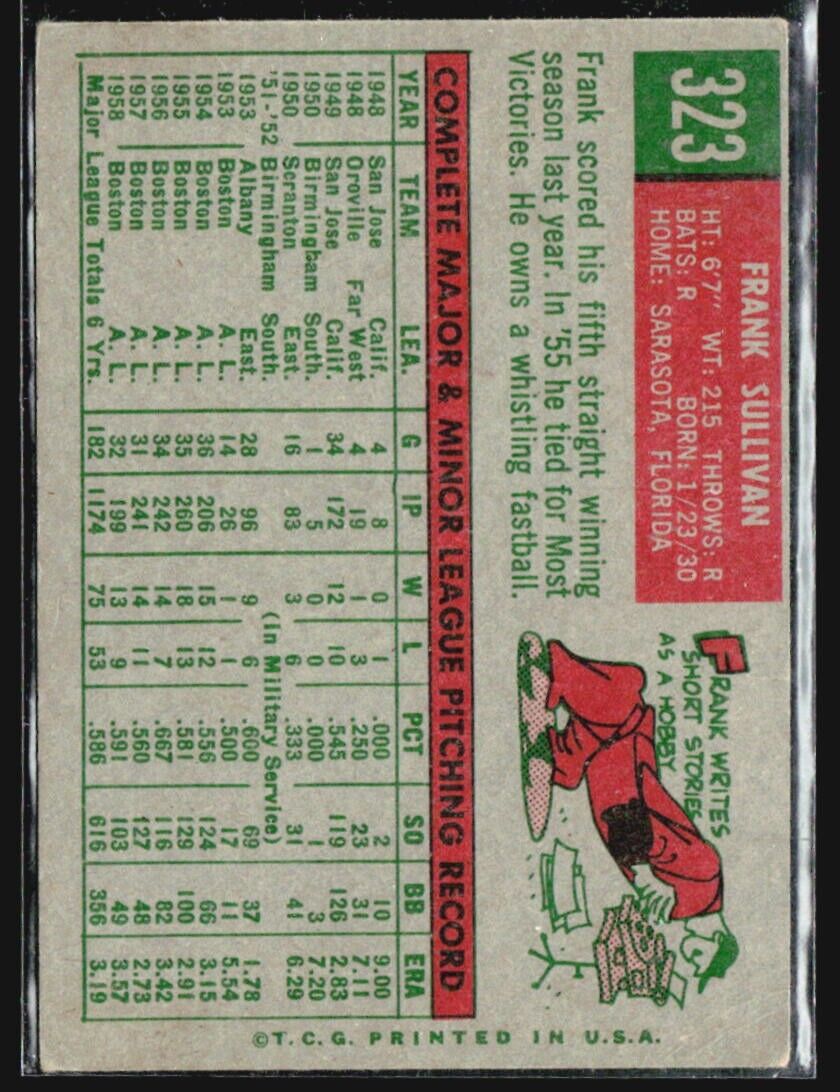 323
FRANK SULLIVAN
HT: 6'7" WT: 215 THROWS: R
BATS: R BORN: 1/23/30
HOME: SARASOTA, FLORIDA
Frank scored his fifth straight winning
season last year. In '55 he tied for Most
Victories. He owns a whistling fastball.
FRANK WRITES
SHORT STORIES
AS A HOBBY
COMPLETE MAJOR & MINOR LEAGUE PITCHING RECORD
YEAR TEAM LEA. G IP W L PCT SO BB ERA
1948 San Jose Calif. 4 8 0 1 .000 2 10 9.00
1948 Oroville Far West 4 19 1 3 .250 23 31 7.11
1949 San Jose Calif. 34 172 12 10 .545 119 126 2.83
1950 Birmingham South. 1 5 0 0 .000 1 3 7.20
1950 Scranton East. 16 83 3 6 .333 31 41 6.29
'51-'52 Birmingham South. (In Military Service)
1953 Albany East. 28 96 9 6 .600 69 37 1.78
1953 Boston A. L. 14 26 1 1 .500 17 11 5.54
1954 Boston A. L. 36 206 15 12 .556 124 66 3.15
1955 Boston A. L. 35 260 18 13 .581 129 100 2.91
1956 Boston A. L. 34 242 14 7 .667 116 82 3.42
1957 Boston A. L. 31 241 14 11 .560 127 48 2.73
1958 Boston A. L. 32 199 13 9 .591 103 49 3.57
Major League Totals 6 Yrs. 182 1174 75 53 .586 616 356 3.19
©T.C.G. PRINTED IN U.S.A.